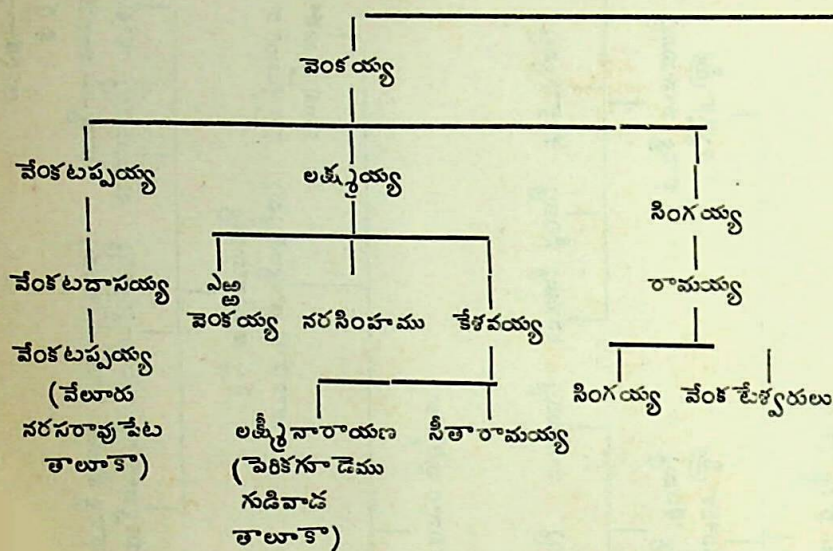 వెంకయ్య
వేంకటప్పయ్య లక్ష్మయ్య
సింగయ్య
వేంకటదాసయ్య ఎఱ్ఱ వెంకయ్య నరసింహము కేశవయ్య రామయ్య
వేంకటప్పయ్య
(వేలూరు
నరసరావుపేట
తాలూకా)
లక్ష్మీనారాయణ సీతారామయ్య సింగయ్య వేంకటేశ్వరులు
(పెరికగూడెము
గుడివాడ
తాలూకా)